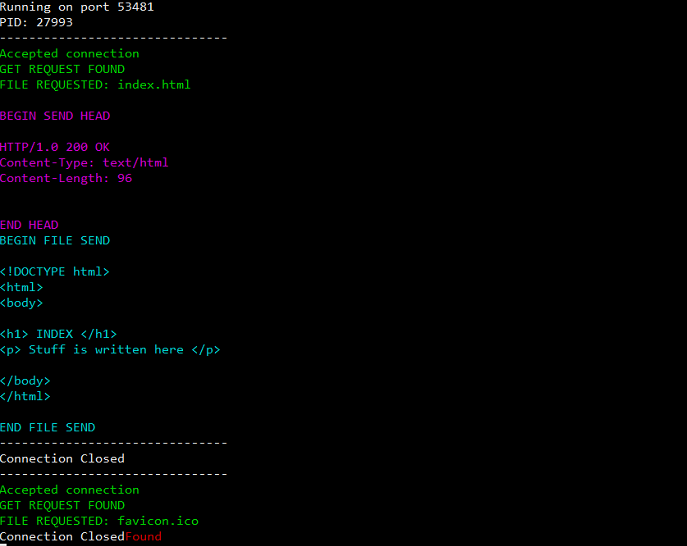 Running on port 53481
PID: 27993
-------------------------------
Accepted connection
GET REQUEST FOUND
FILE REQUESTED: index.html
BEGIN SEND HEAD
HTTP/1.0 200 OK
Content-Type: text/html
Content-Length: 96
END HEAD
BEGIN FILE SEND
<!DOCTYPE html>
<html>
<body>
<h1> INDEX </h1>
<p> Stuff is written here </p>
</body>
</html>
END FILE SEND
-------------------------------
Connection Closed
-------------------------------
Accepted connection
GET REQUEST FOUND
FILE REQUESTED: favicon.ico
Connection ClosedFound